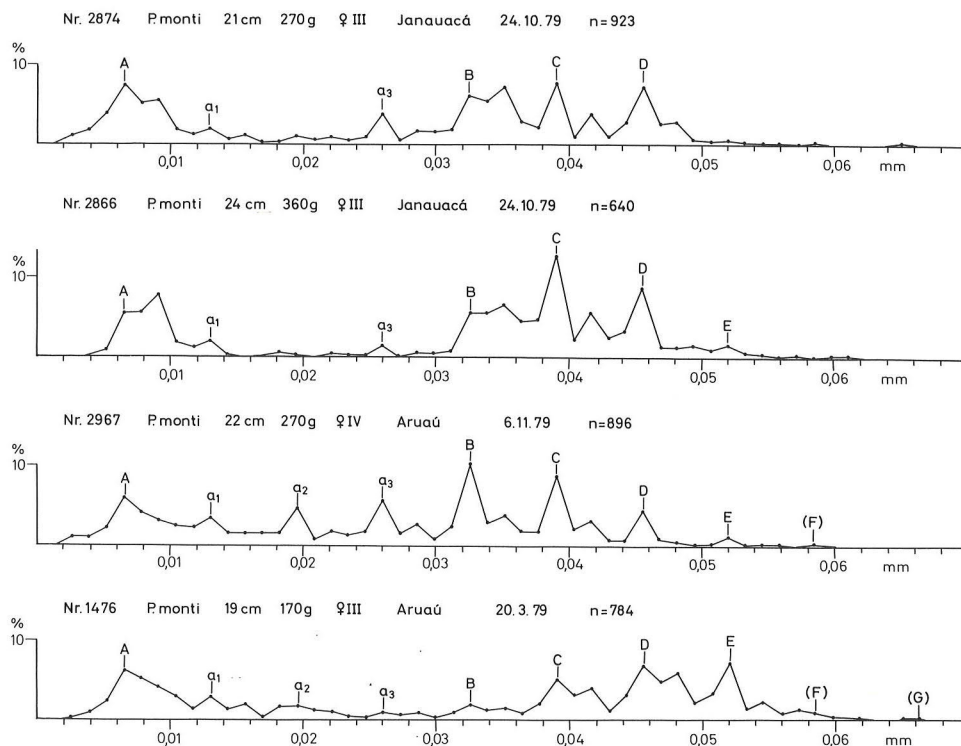 Nr. 2874 P. monti 21 cm 270 g ♀ III Janauacá 24.10.79 n = 923
%
10
A a₁ a₃ B C D
0,01 0,02 0,03 0,04 0,05 0,06 mm
Nr. 2866 P. monti 24 cm 360 g ♀ III Janauacá 24.10.79 n = 640
%
10
A a₁ a₃ B C D E
0,01 0,02 0,03 0,04 0,05 0,06 mm
Nr. 2967 P. monti 22 cm 270 g ♀ IV Aruaú 6.11.79 n = 896
%
10
A a₁ a₂ a₃ B C D E (F)
0,01 0,02 0,03 0,04 0,05 0,06 mm
Nr. 1476 P. monti 19 cm 170 g ♀ III Aruaú 20.3.79 n = 784
%
10
A a₁ a₂ a₃ B C D E (F) (G)
0,01 0,02 0,03 0,04 0,05 0,06 mm